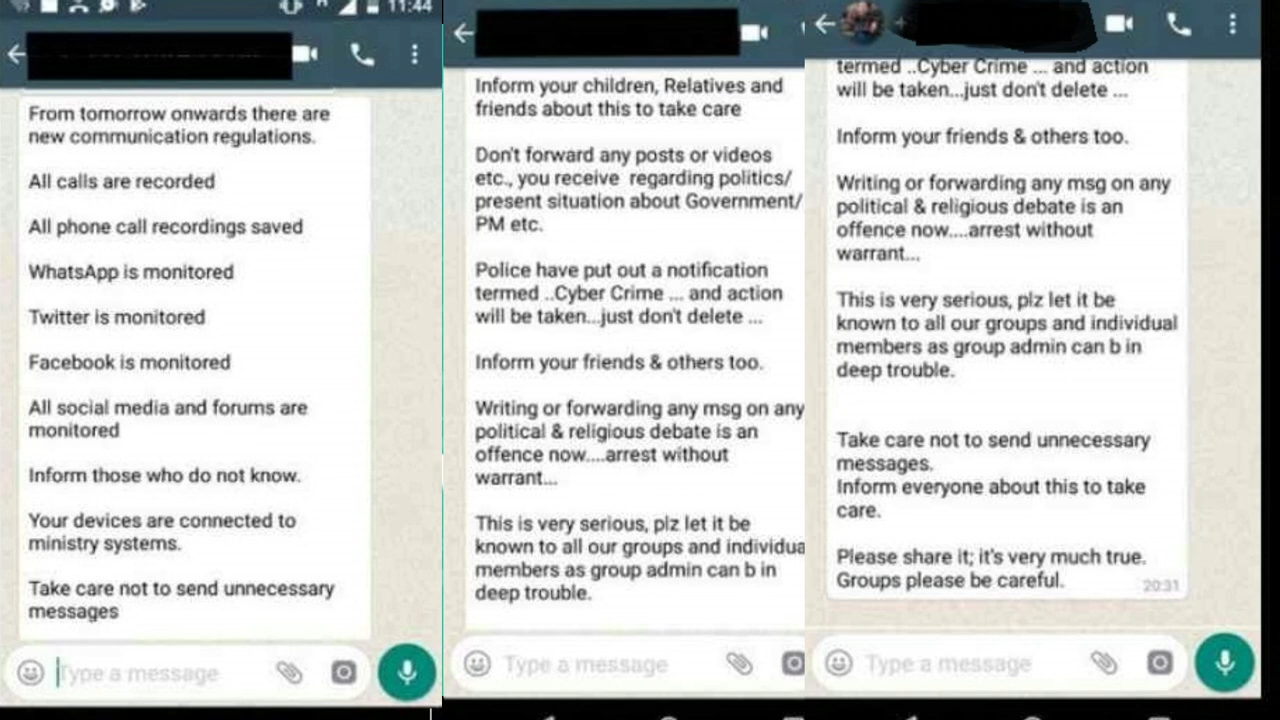 11:44
From tomorrow onwards there are
new communication regulations.
All calls are recorded
All phone call recordings saved
WhatsApp is monitored
Twitter is monitored
Facebook is monitored
All social media and forums are
monitored
Inform those who do not know.
Your devices are connected to
ministry systems.
Take care not to send unnecessary
messages
Type a message
Inform your children, Relatives and
friends about this to take care
Don't forward any posts or videos
etc., you receive regarding politics/
present situation about Government/
PM etc.
Police have put out a notification
termed ..Cyber Crime ... and action
will be taken...just don't delete ...
Inform your friends & others too.
Writing or forwarding any msg on any
political & religious debate is an
offence now....arrest without
warrant...
This is very serious, plz let it be
known to all our groups and individua
members as group admin can b in
deep trouble.
Type a message
termed ..Cyber Crime ... and action
will be taken...just don't delete ...
Inform your friends & others too.
Writing or forwarding any msg on any
political & religious debate is an
offence now....arrest without
warrant...
This is very serious, plz let it be
known to all our groups and individual
members as group admin can b in
deep trouble.
Take care not to send unnecessary
messages.
Inform everyone about this to take
care.
Please share it; it's very much true.
Groups please be careful.
20:31
Type a message